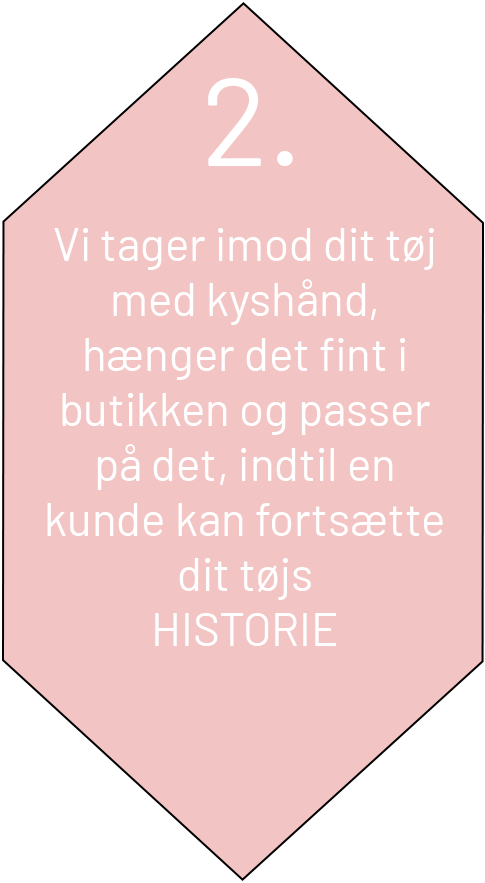 2.
Vi tager imod dit tøj
med kyshånd,
hænger det fint i
butikken og passer
på det, indtil en
kunde kan fortsætte
dit tøjs
HISTORIE